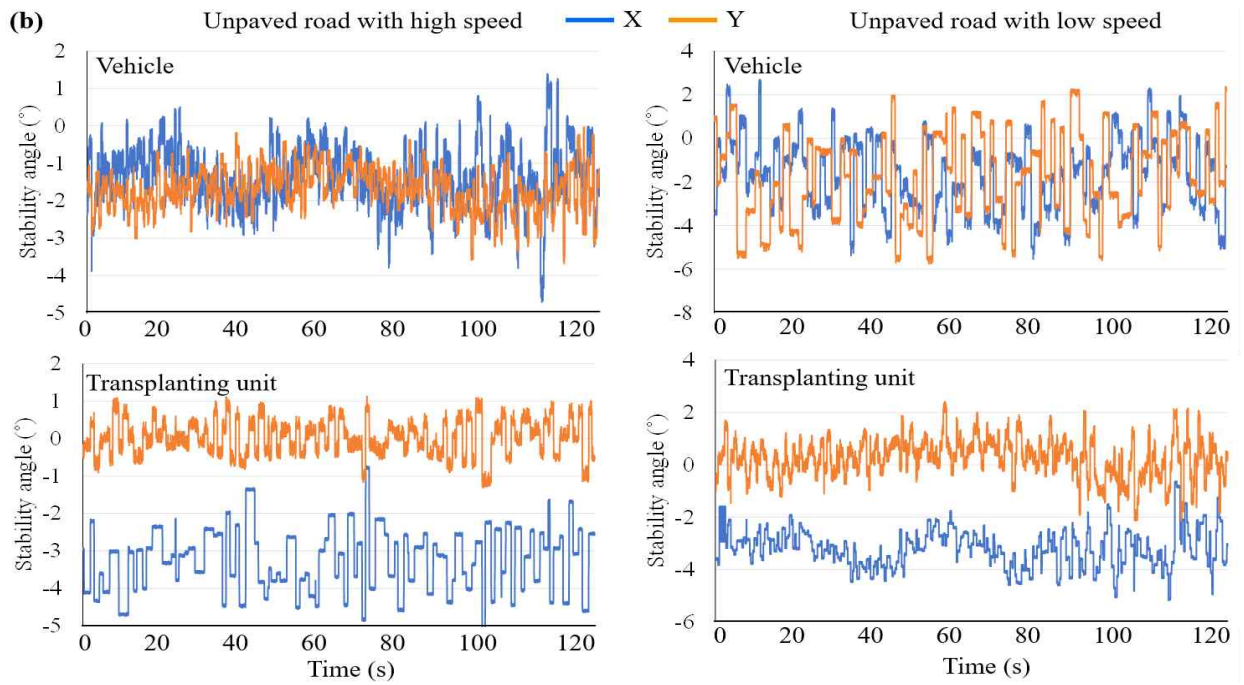 (b)
Unpaved road with high speed
X
Y
Unpaved road with low speed
Vehicle
Stability angle (°)
2
1
0
-1
-2
-3
-4
-5
0 20 40 60 80 100 120
Vehicle
Stability angle (°)
4
2
0
-2
-4
-6
-8
0 20 40 60 80 100 120
Transplanting unit
Stability angle (°)
2
1
0
-1
-2
-3
-4
-5
0 20 40 60 80 100 120
Time (s)
Transplanting unit
Stability angle (°)
4
2
0
-2
-4
-6
0 20 40 60 80 100 120
Time (s)